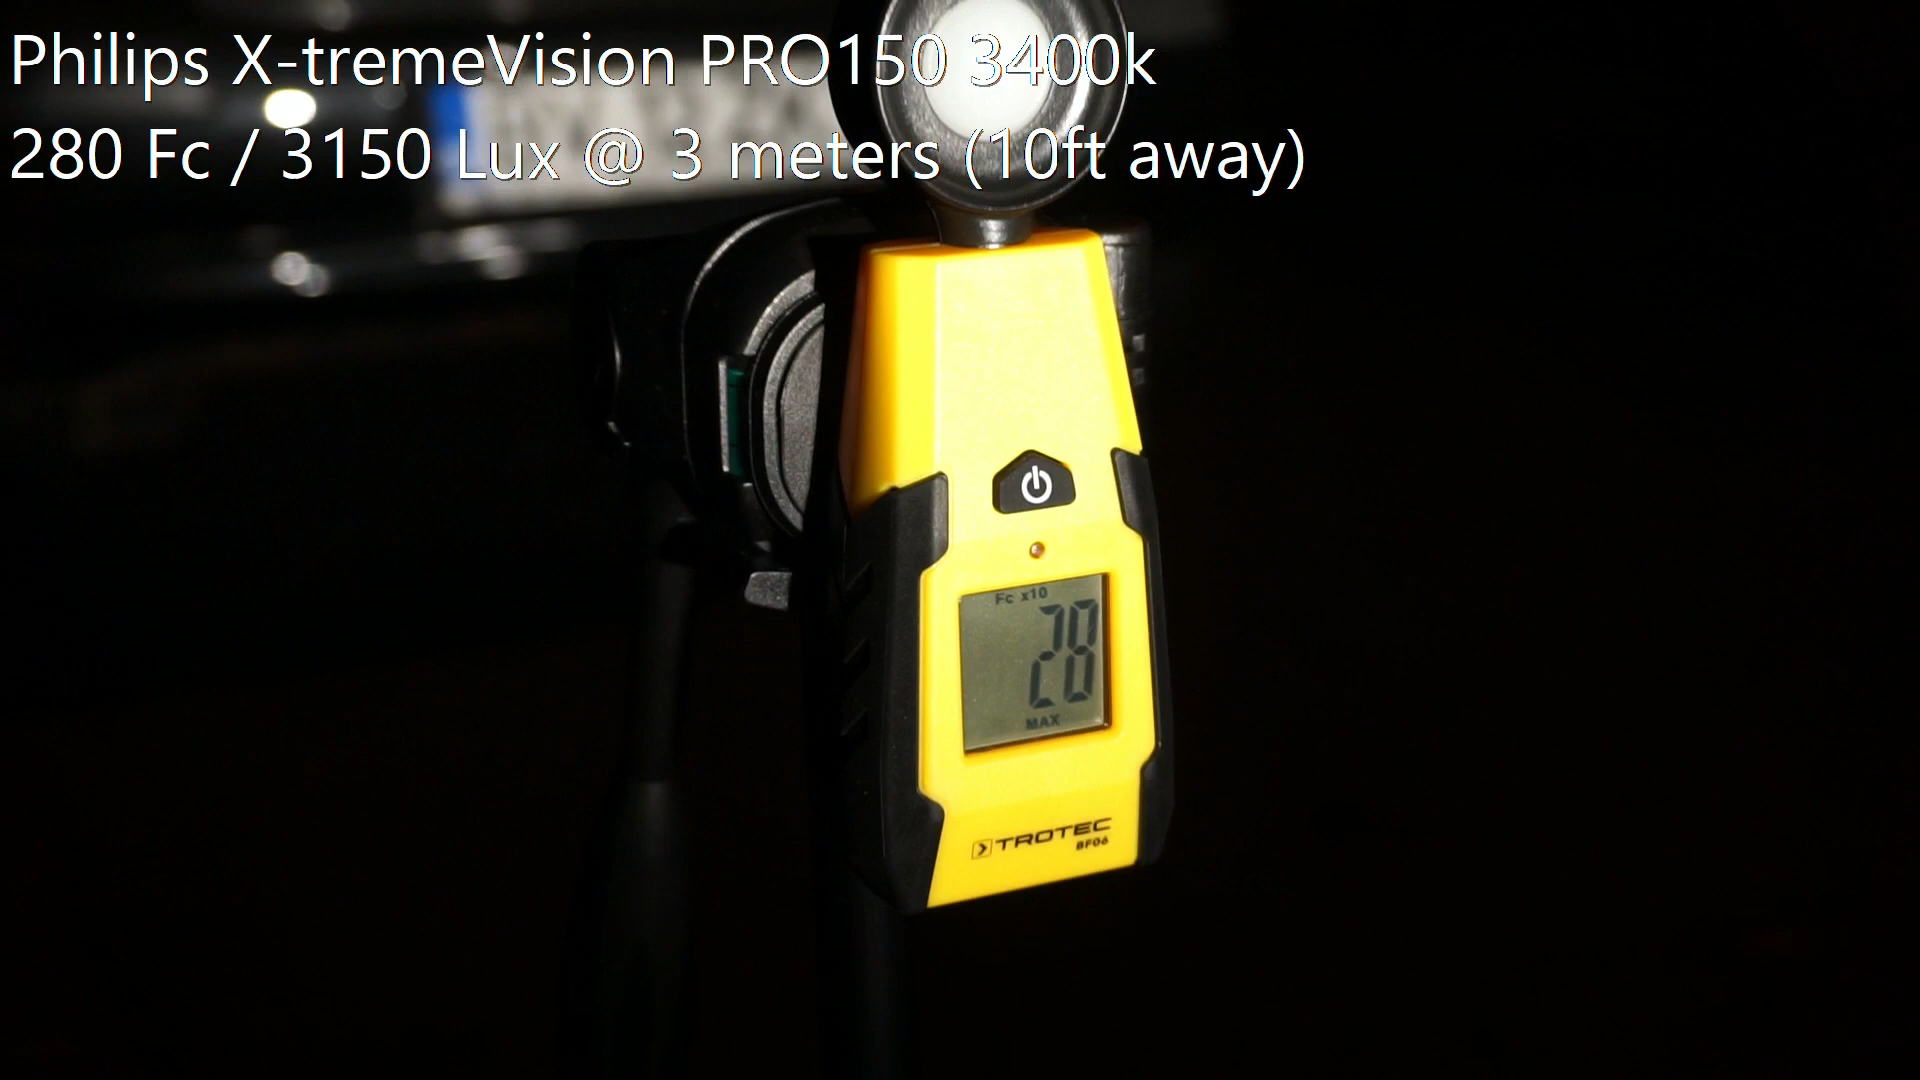 Philips X-tremeVision PRO150 3400k
280 Fc / 3150 Lux @ 3 meters (10ft away)
Fc x10
28
MAX
TROTEC
BF06